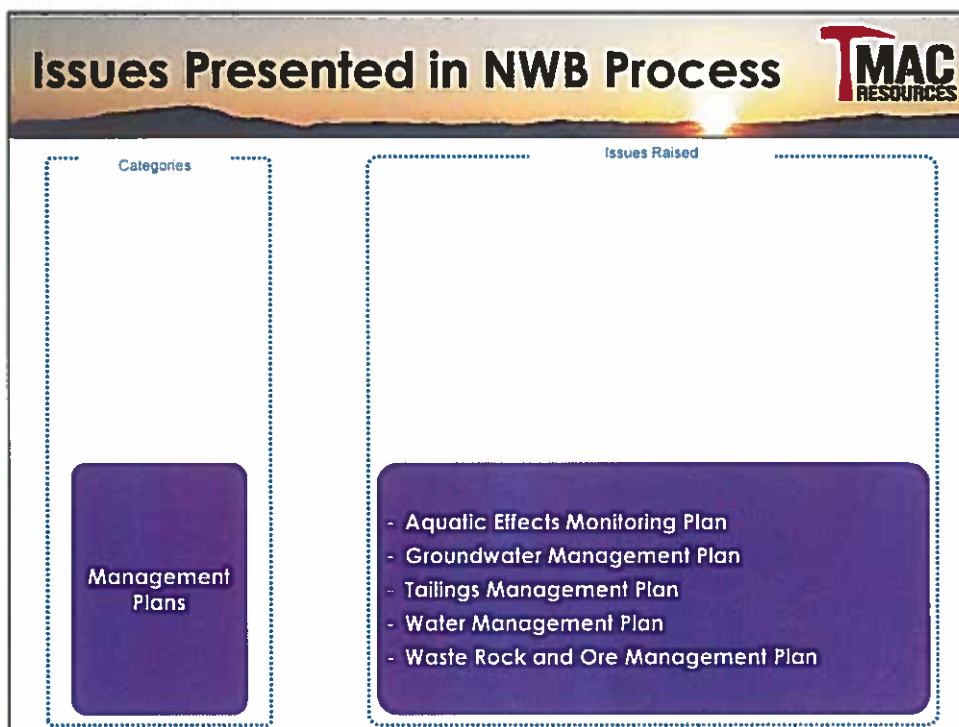 Issues Presented in NWB Process
TMAC
RESOURCES
Categories
Issues Raised
Management
Plans
- Aquatic Effects Monitoring Plan
- Groundwater Management Plan
- Tailings Management Plan
- Water Management Plan
- Waste Rock and Ore Management Plan